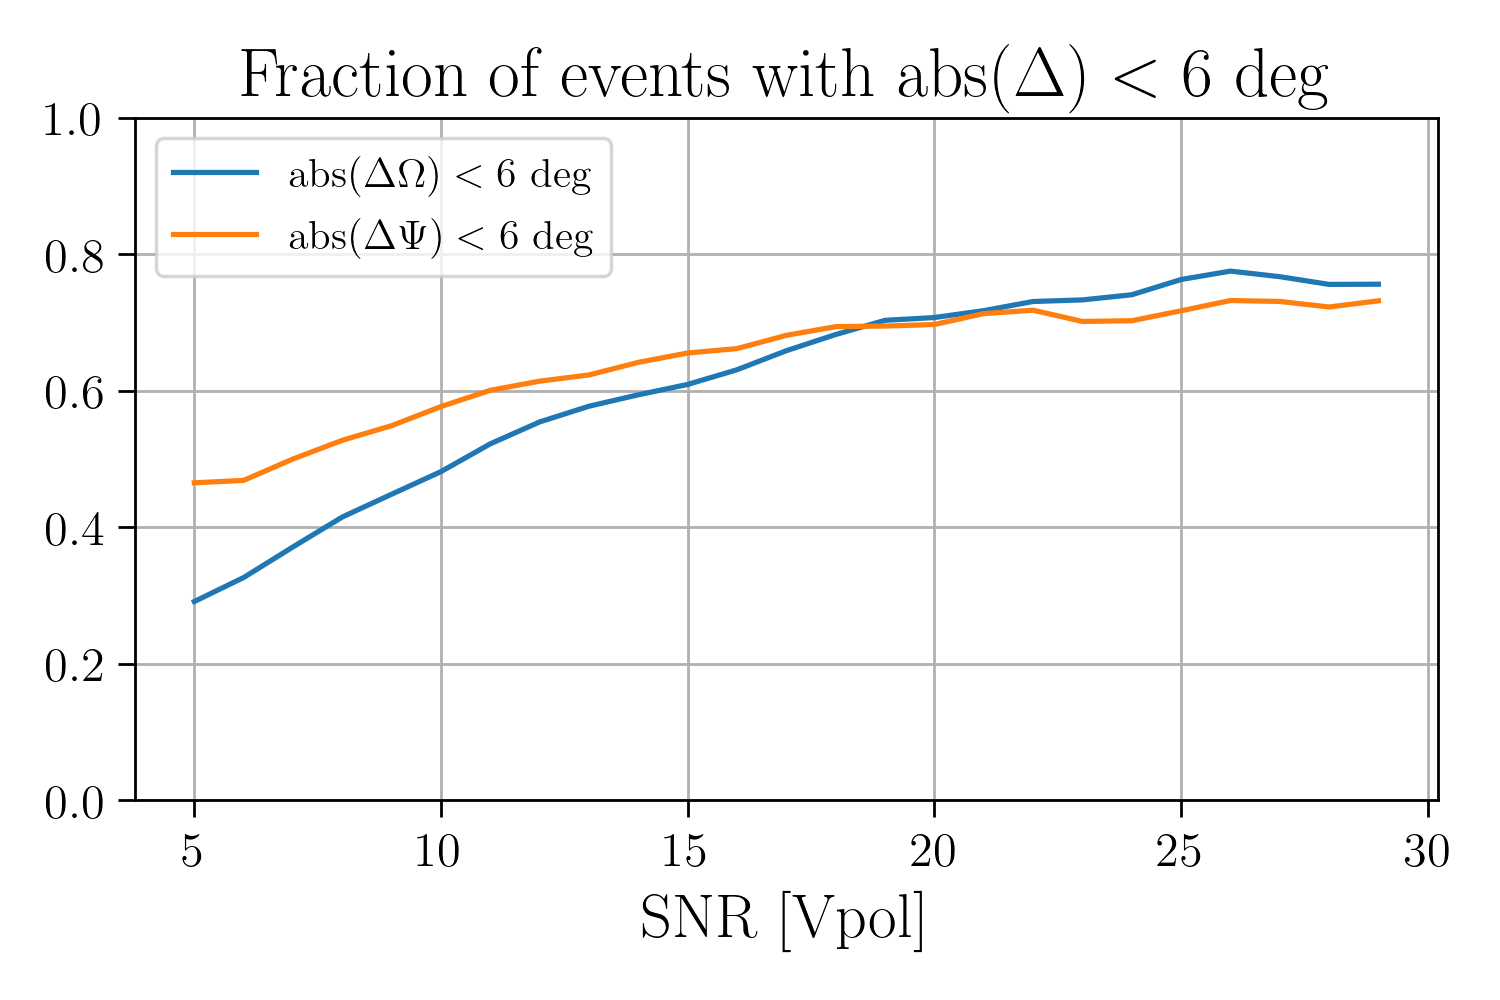 Fraction of events with abs(Δ) < 6 deg
1.0
abs(ΔΩ) < 6 deg
abs(ΔΨ) < 6 deg
0.8
0.6
0.4
0.2
0.0
5 10 15 20 25 30
SNR [Vpol]